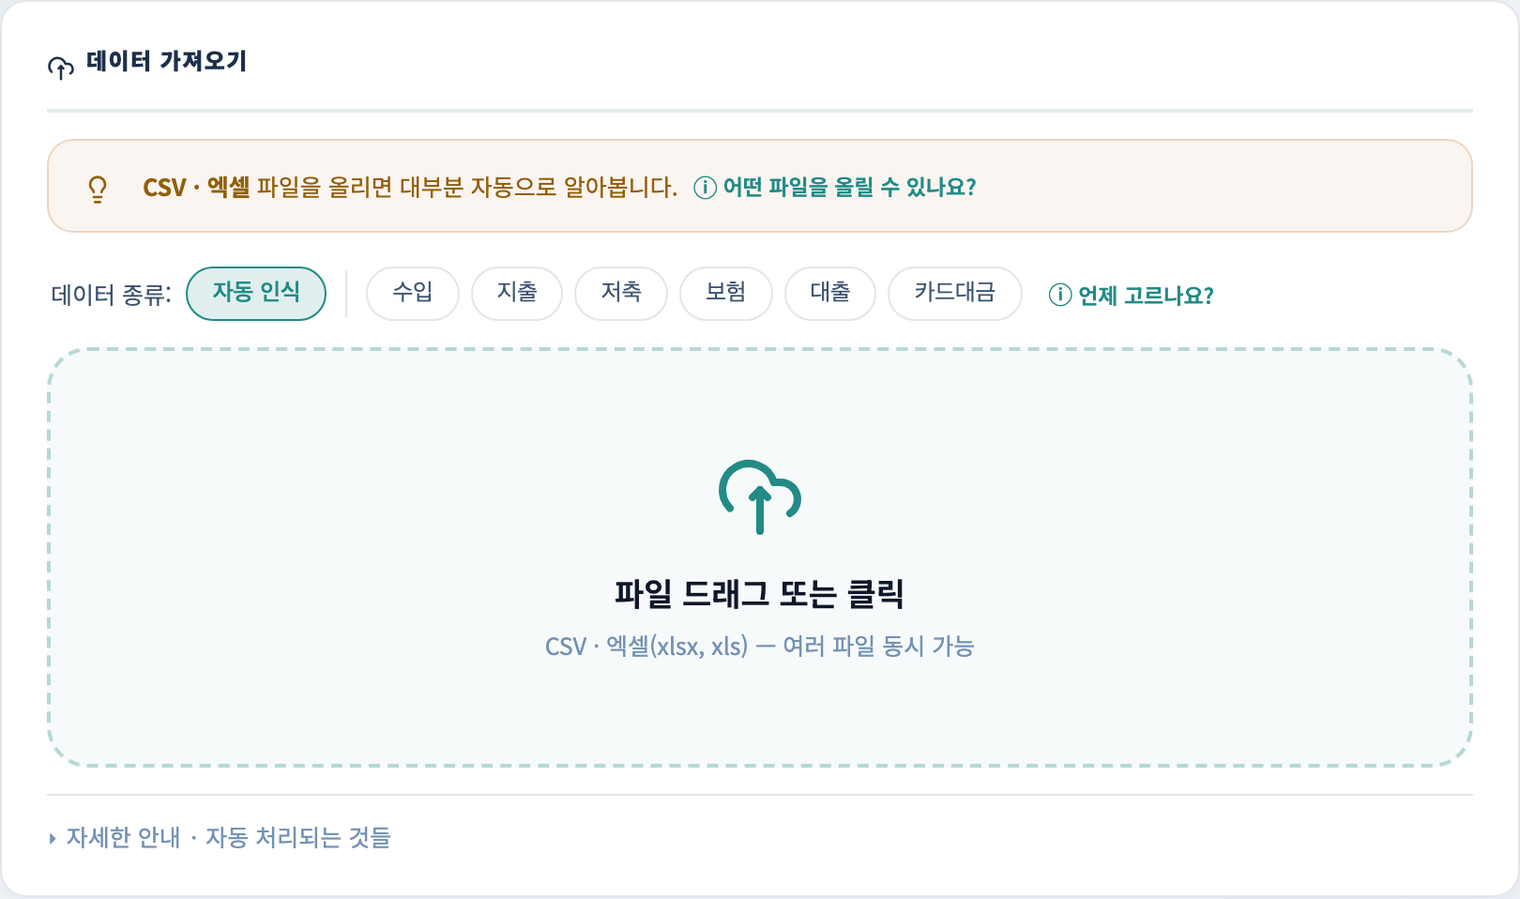 데이터 가져오기
CSV · 엑셀 파일을 올리면 대부분 자동으로 알아봅니다. ⓘ 어떤 파일을 올릴 수 있나요?
데이터 종류: 자동 인식 수입 지출 저축 보험 대출 카드대금 ⓘ 언제 고르나요?
파일 드래그 또는 클릭
CSV · 엑셀(xlsx, xls) — 여러 파일 동시 가능
자세한 안내 · 자동 처리되는 것들